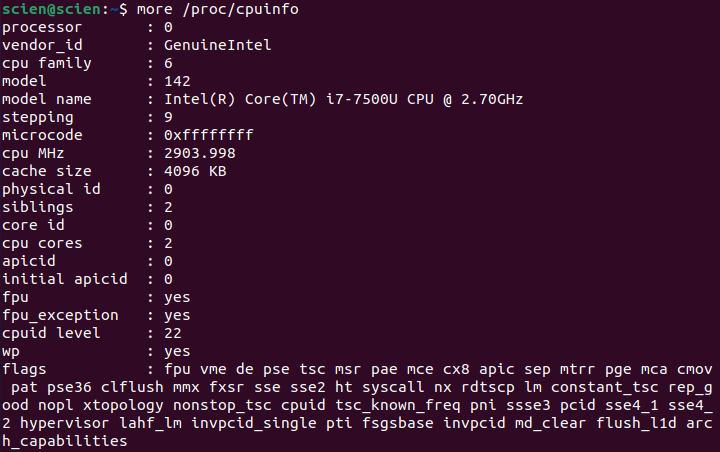 scien@scien:~$ more /proc/cpuinfo
processor       : 0
vendor_id       : GenuineIntel
cpu family      : 6
model           : 142
model name      : Intel(R) Core(TM) i7-7500U CPU @ 2.70GHz
stepping        : 9
microcode       : 0xffffffff
cpu MHz         : 2903.998
cache size      : 4096 KB
physical id     : 0
siblings        : 2
core id         : 0
cpu cores       : 2
apicid          : 0
initial apicid  : 0
fpu             : yes
fpu_exception   : yes
cpuid level     : 22
wp              : yes
flags           : fpu vme de pse tsc msr pae mce cx8 apic sep mtrr pge mca cmov
 pat pse36 clflush mmx fxsr sse sse2 ht syscall nx rdtscp lm constant_tsc rep_g
ood nopl xtopology nonstop_tsc cpuid tsc_known_freq pni ssse3 pcid sse4_1 sse4_
2 hypervisor lahf_lm invpcid_single pti fsgsbase invpcid md_clear flush_l1d arc
h_capabilities